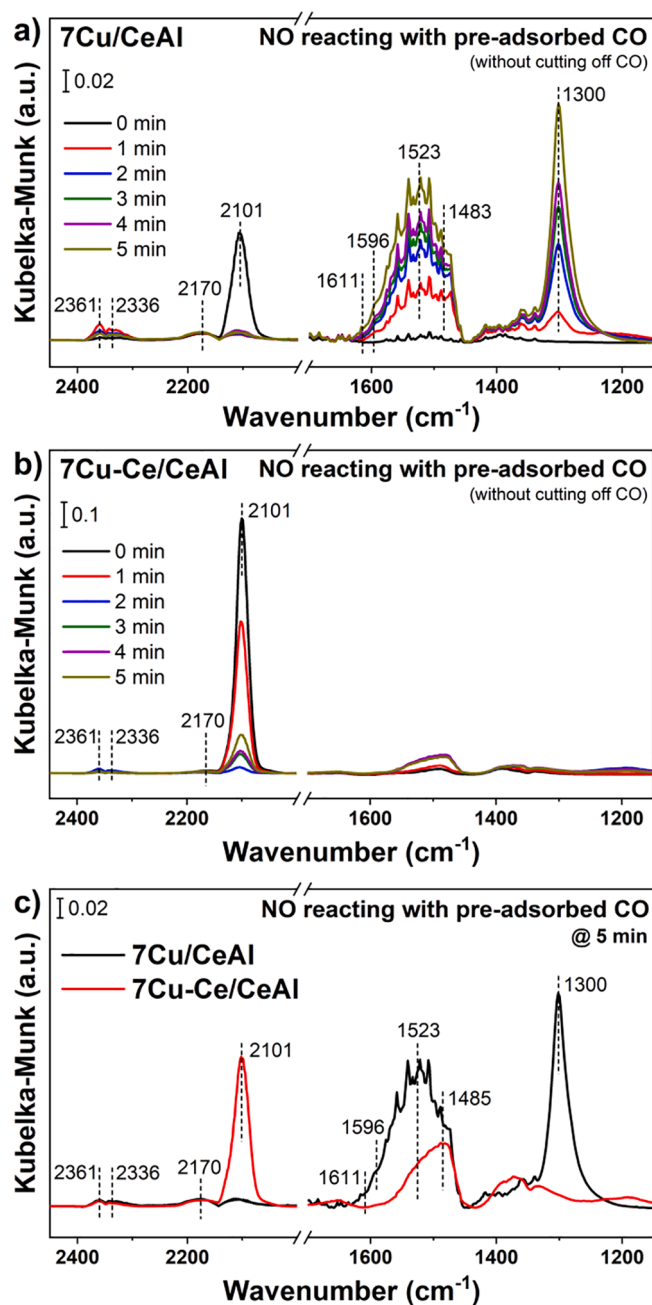 a) 7Cu/CeAl NO reacting with pre-adsorbed CO
(without cutting off CO)
0.02
1300
0 min
1 min
2 min
3 min
4 min
5 min
2101
1523
1483
1596
1611
2170
2361
2336
Kubelka-Munk (a.u.)
2400 2200 1600 1400 1200
Wavenumber (cm⁻¹)
b) 7Cu-Ce/CeAl NO reacting with pre-adsorbed CO
(without cutting off CO)
0.1
2101
0 min
1 min
2 min
3 min
4 min
5 min
2361
2336
2170
Kubelka-Munk (a.u.)
2400 2200 1600 1400 1200
Wavenumber (cm⁻¹)
c) 0.02 NO reacting with pre-adsorbed CO
@ 5 min
7Cu/CeAl
7Cu-Ce/CeAl
1300
2101
1523
1485
1596
1611
2361
2336
2170
Kubelka-Munk (a.u.)
2400 2200 1600 1400 1200
Wavenumber (cm⁻¹)